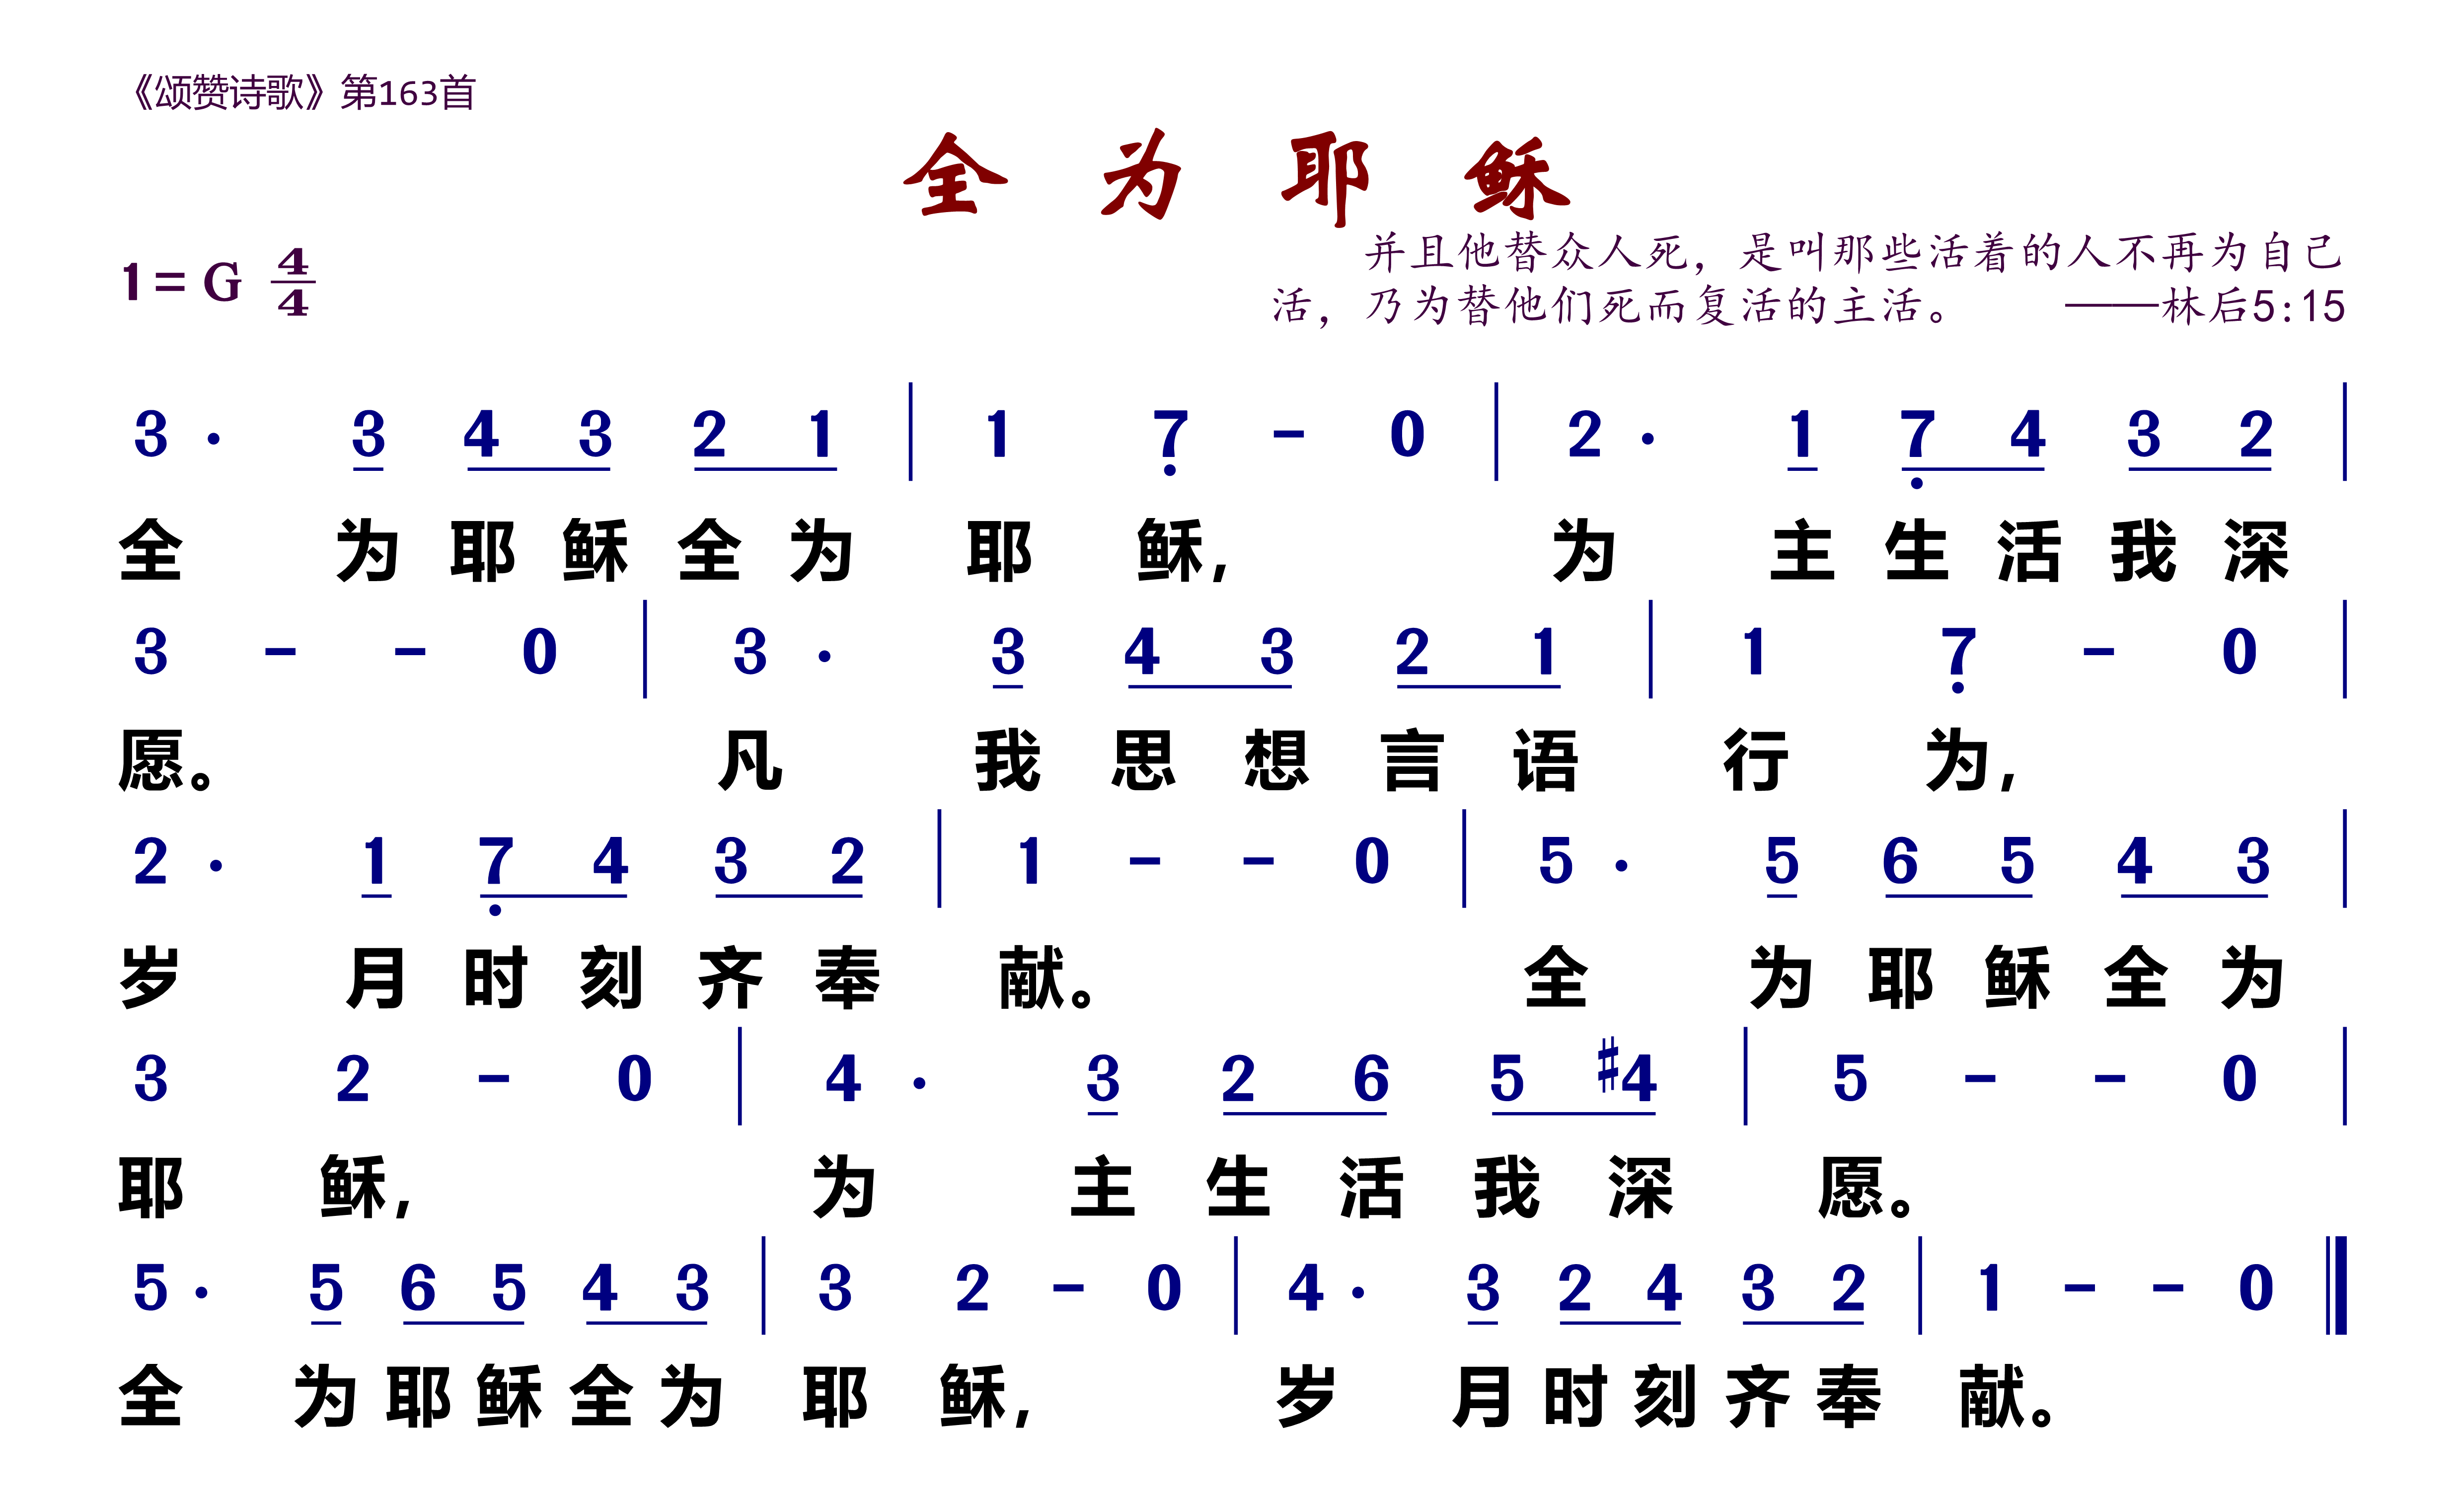 《颂赞诗歌》第163首
全 为 耶 稣
1= G 4/4
并且他替众人死，是叫那些活着的人不再为自己
活，乃为替他们死而复活的主活。 ——林后5:15
3 · 3 4 3 2 1 | 1 7̣ - 0 | 2 · 1 7̣ 4 3 2 |
全 为 耶 稣 全 为 耶 稣, 为 主 生 活 我 深
3 - - 0 | 3 · 3 4 3 2 1 | 1 7̣ - 0 |
愿。 凡 我 思 想 言 语 行 为,
2 · 1 7̣ 4 3 2 | 1 - - 0 | 5 · 5 6 5 4 3 |
岁 月 时 刻 齐 奉 献。 全 为 耶 稣 全 为
3 2 - 0 | 4 · 3 2 6 5 #4 | 5 - - 0 |
耶 稣, 为 主 生 活 我 深 愿。
5 · 5 6 5 4 3 | 3 2 - 0 | 4 · 3 2 4 3 2 | 1 - - 0 ‖
全 为 耶 稣 全 为 耶 稣, 岁 月 时 刻 齐 奉 献。